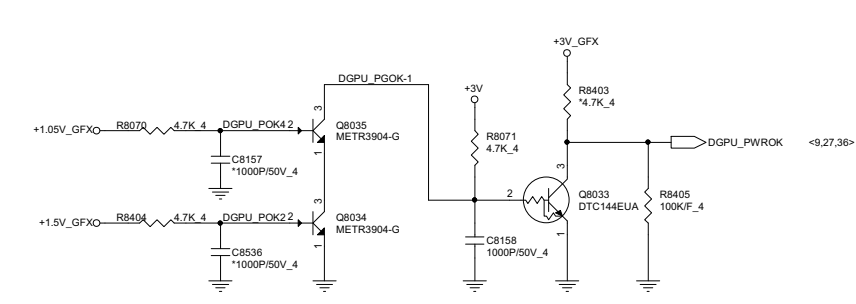 +3V_GFX
DGPU_PGOK-1
+3V
R8403
*4.7K_4
3
+1.05V_GFX R8070 4.7K_4 DGPU_POK4 2
Q8035
METR3904-G
R8071
4.7K_4
DGPU_PWROK <9,27,36>
1
C8157
*1000P/50V_4
3
2
Q8033
DTC144EUA
R8405
100K/F_4
3
+1.5V_GFX R8404 4.7K_4 DGPU_POK2 2
Q8034
METR3904-G
1
1
C8536
*1000P/50V_4
C8158
1000P/50V_4